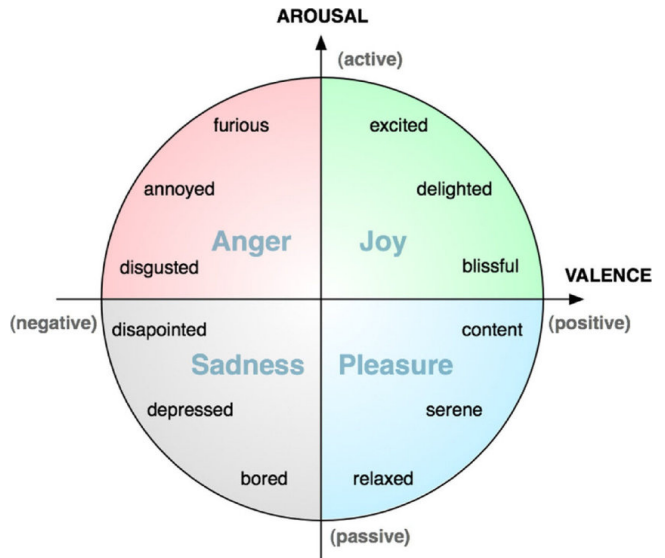 AROUSAL
(active)
furious
excited
annoyed
delighted
Anger
Joy
disgusted
blissful
VALENCE
(negative)
disapointed
content
(positive)
Sadness
Pleasure
depressed
serene
bored
relaxed
(passive)